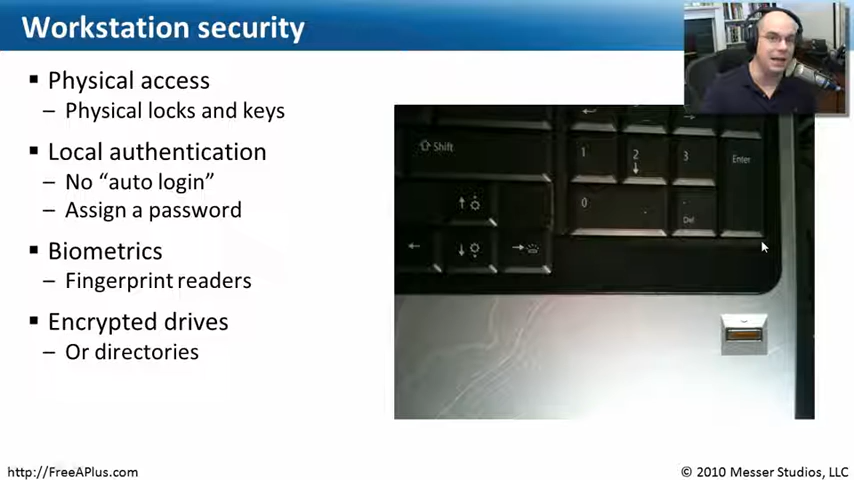 Workstation security
▪ Physical access
– Physical locks and keys
▪ Local authentication
– No “auto login”
– Assign a password
▪ Biometrics
– Fingerprint readers
▪ Encrypted drives
– Or directories
Shift
1 2 3 Enter
0 . Del
http://FreeAPlus.com
© 2010 Messer Studios, LLC